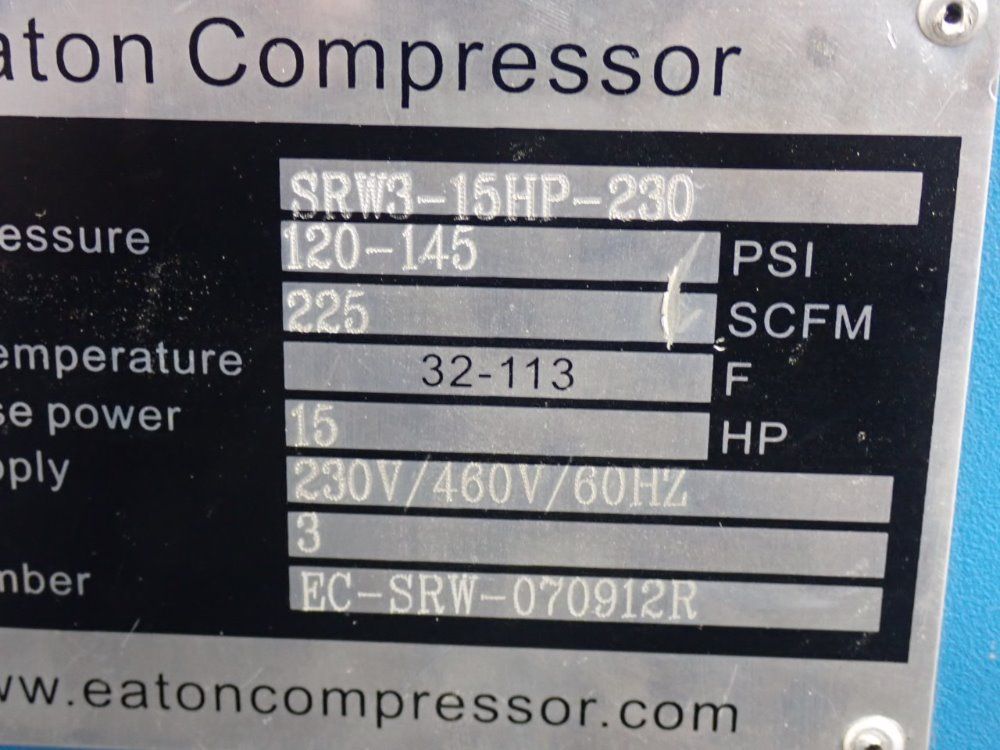 aton Compressor
SRW3-15HP-230
essure 120-145 PSI
225 SCFM
emperature 32-113 F
se power 15 HP
pply 230V/460V/60HZ
3
mber EC-SRW-070912R
ww.eatoncompressor.com